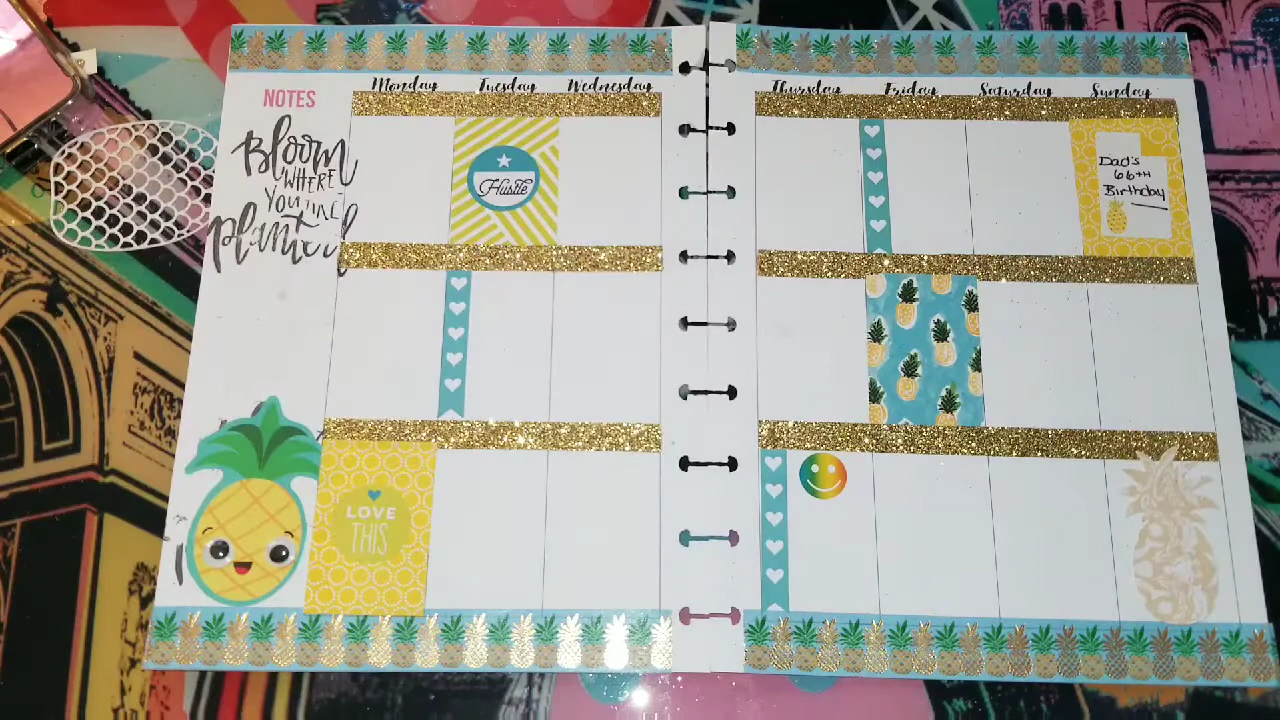 NOTES
Monday
Tuesday
Wednesday
Thursday
Friday
Saturday
Sunday
Bloom
WHERE
YOU ARE
Planted
Hustle
Dad's
66TH
Birthday
LOVE
THIS